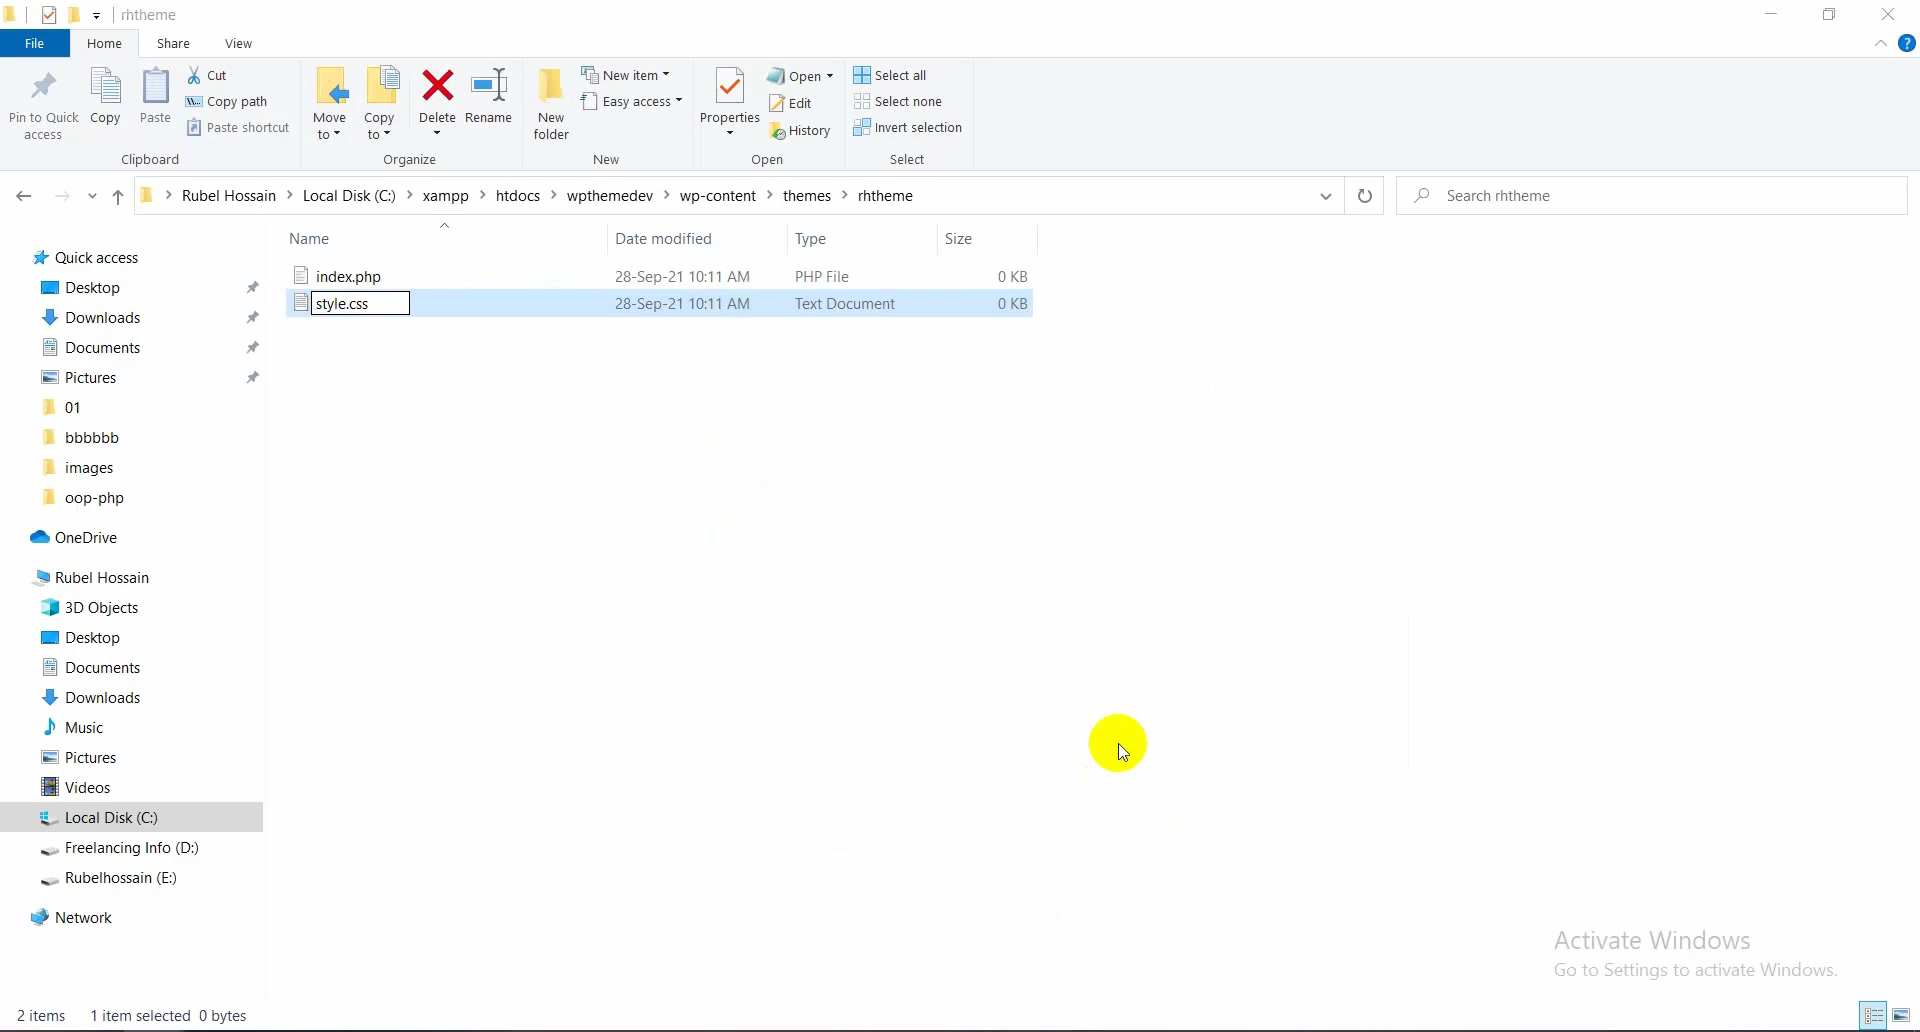 rhtheme
File Home Share View
Pin to Quick access
Copy
Paste
Cut
Copy path
Paste shortcut
Clipboard
Move to
Copy to
Delete
Rename
Organize
New folder
New item
Easy access
New
Properties
Open
Edit
History
Open
Select all
Select none
Invert selection
Select
Rubel Hossain Local Disk (C:) xampp htdocs wpthemedev wp-content themes rhtheme
Search rhtheme
Name Date modified Type Size
index.php 28-Sep-21 10:11 AM PHP File 0 KB
style.css 28-Sep-21 10:11 AM Text Document 0 KB
Quick access
Desktop
Downloads
Documents
Pictures
01
bbbbbb
images
oop-php
OneDrive
Rubel Hossain
3D Objects
Desktop
Documents
Downloads
Music
Pictures
Videos
Local Disk (C:)
Freelancing Info (D:)
Rubelhossain (E:)
Network
Activate Windows
Go to Settings to activate Windows.
2 items 1 item selected 0 bytes